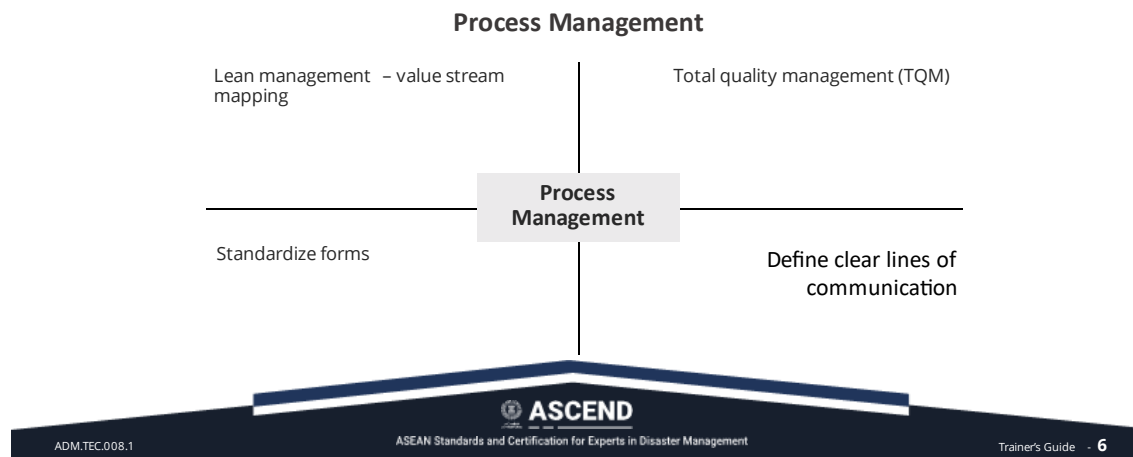 Process Management
Lean management – value stream
mapping
Total quality management (TQM)
Process
Management
Standardize forms
Define clear lines of
communication
ASCEND
ASEAN Standards and Certification for Experts in Disaster Management
ADM.TEC.008.1
Trainer's Guide - 6